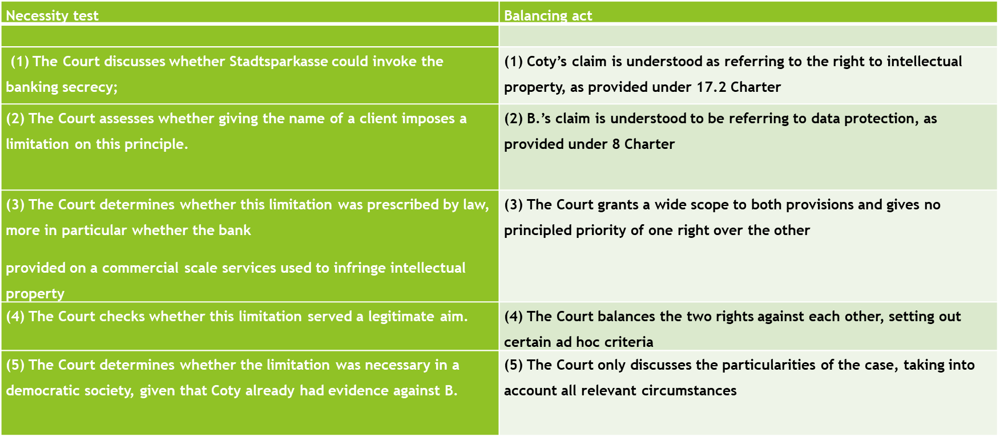 Necessity test
Balancing act
(1) The Court discusses whether Stadtsparkasse could invoke the
banking secrecy;
(1) Coty’s claim is understood as referring to the right to intellectual
property, as provided under 17.2 Charter
(2) The Court assesses whether giving the name of a client imposes a
limitation on this principle.
(2) B.’s claim is understood to be referring to data protection, as
provided under 8 Charter
(3) The Court determines whether this limitation was prescribed by law,
more in particular whether the bank
provided on a commercial scale services used to infringe intellectual
property
(3) The Court grants a wide scope to both provisions and gives no
principled priority of one right over the other
(4) The Court checks whether this limitation served a legitimate aim.
(4) The Court balances the two rights against each other, setting out
certain ad hoc criteria
(5) The Court determines whether the limitation was necessary in a
democratic society, given that Coty already had evidence against B.
(5) The Court only discusses the particularities of the case, taking into
account all relevant circumstances